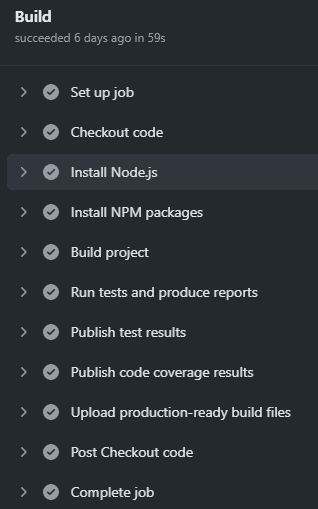 Build
succeeded 6 days ago in 59s
Set up job
Checkout code
Install Node.js
Install NPM packages
Build project
Run tests and produce reports
Publish test results
Publish code coverage results
Upload production-ready build files
Post Checkout code
Complete job